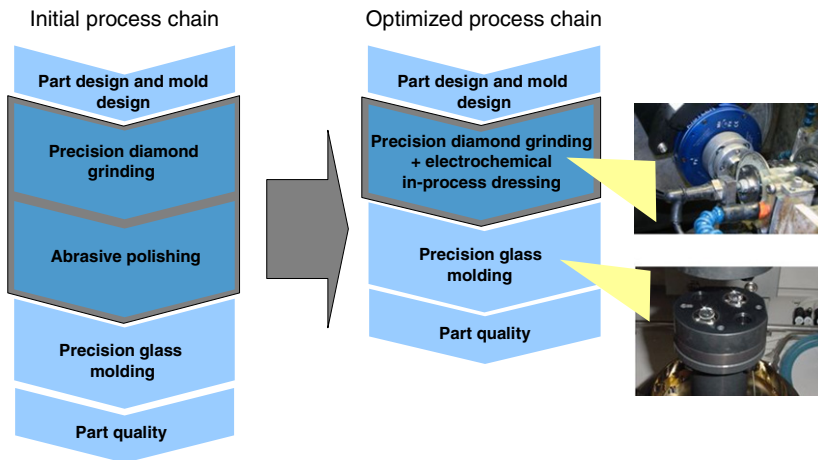 Initial process chain
Part design and mold
design
Precision diamond
grinding
Abrasive polishing
Precision glass
molding
Part quality
Optimized process chain
Part design and mold
design
Precision diamond grinding
+ electrochemical
in-process dressing
Precision glass
molding
Part quality